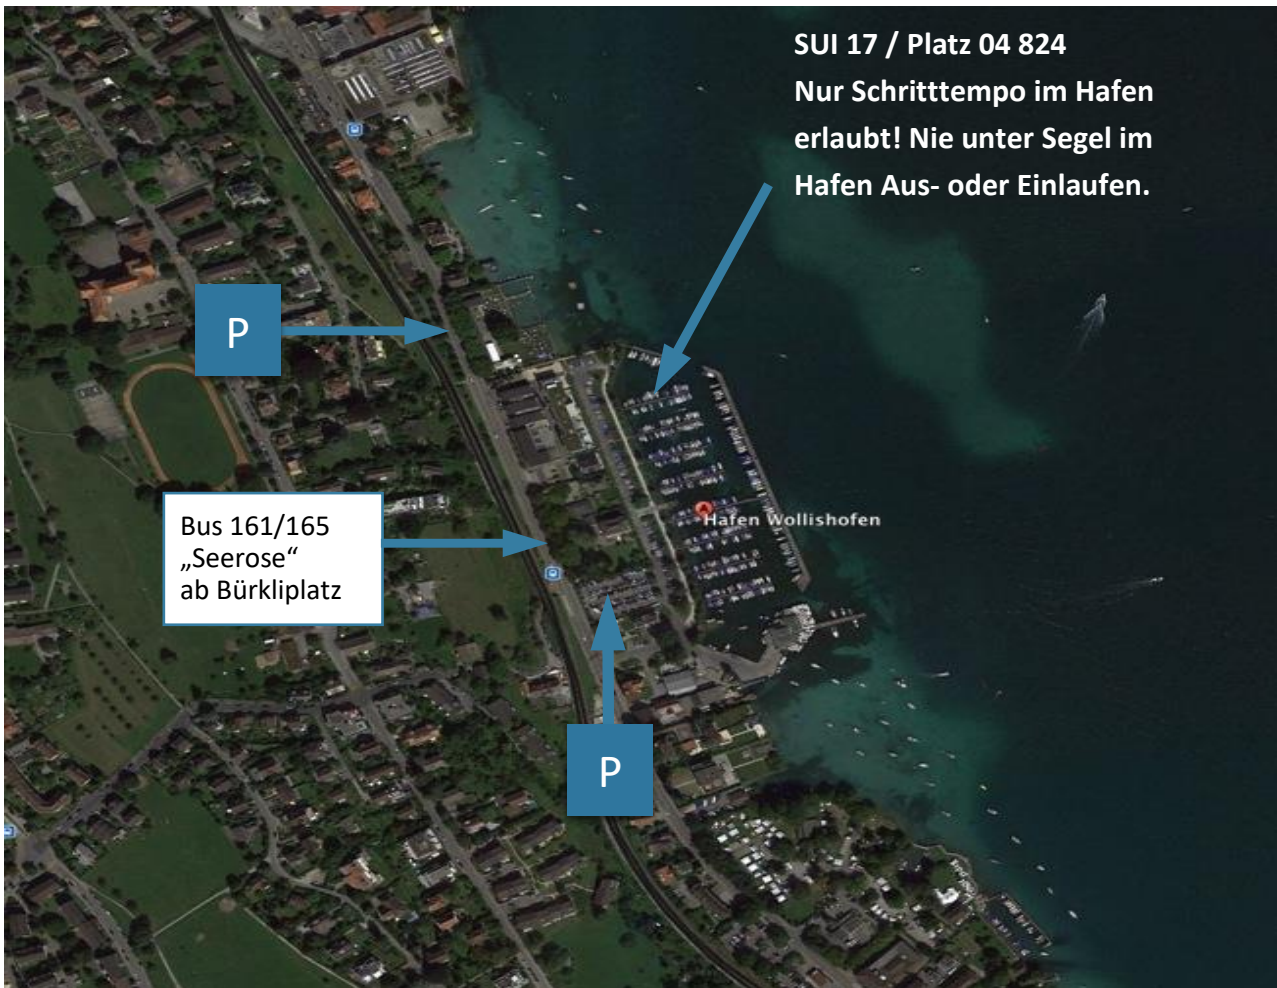 SUI 17 / Platz 04 824
Nur Schritttempo im Hafen
erlaubt! Nie unter Segel im
Hafen Aus- oder Einlaufen.
P
Bus 161/165
„Seerose“
ab Bürkliplatz
Hafen Wollishofen
P